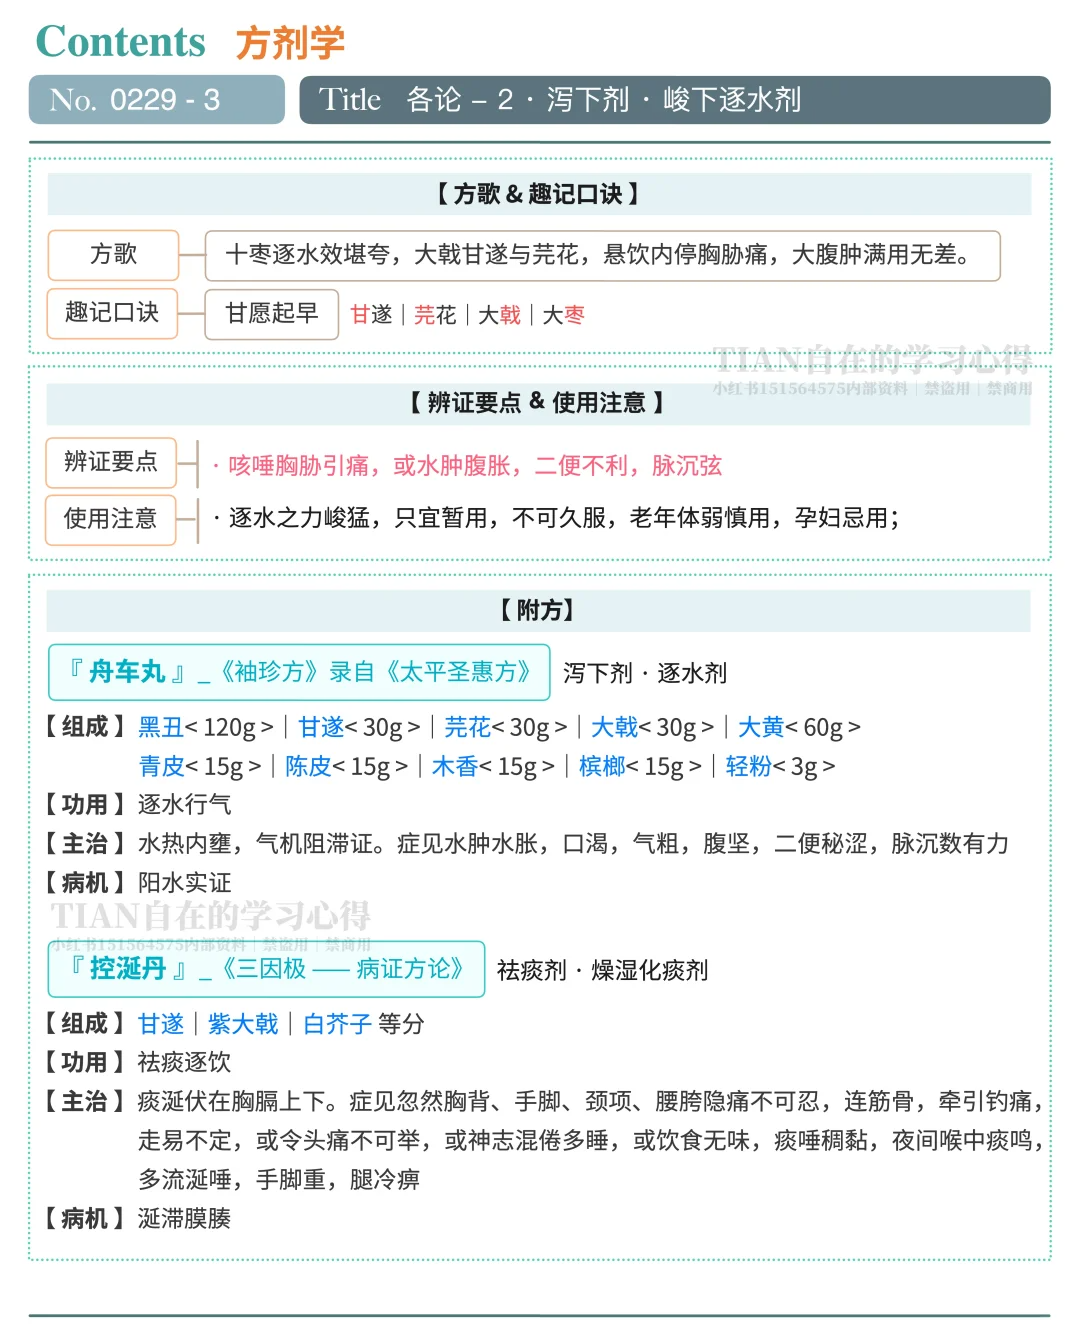 Contents 方剂学
No. 0229 - 3 Title 各论 – 2 · 泻下剂 · 峻下逐水剂
【 方歌 & 趣记口诀 】
方歌 十枣逐水效堪夸，大戟甘遂与芫花，悬饮内停胸胁痛，大腹肿满用无差。
趣记口诀 甘愿起早 甘遂｜芫花｜大戟｜大枣
TIAN自在的学习心得
小红书151564575内部资料｜禁盗用｜禁商用
【 辨证要点 & 使用注意 】
辨证要点 · 咳唾胸胁引痛，或水肿腹胀，二便不利，脉沉弦
使用注意 · 逐水之力峻猛，只宜暂用，不可久服，老年体弱慎用，孕妇忌用；
【 附方】
『 舟车丸 』_《袖珍方》录自《太平圣惠方》 泻下剂 · 逐水剂
【 组成 】黑丑< 120g >｜甘遂< 30g >｜芫花< 30g >｜大戟< 30g >｜大黄< 60g >
青皮< 15g >｜陈皮< 15g >｜木香< 15g >｜槟榔< 15g >｜轻粉< 3g >
【 功用 】逐水行气
【 主治 】水热内壅，气机阻滞证。症见水肿水胀，口渴，气粗，腹坚，二便秘涩，脉沉数有力
【 病机 】阳水实证
TIAN自在的学习心得
小红书151564575内部资料｜禁盗用｜禁商用
『 控涎丹 』_《三因极 —— 病证方论》 祛痰剂 · 燥湿化痰剂
【 组成 】甘遂｜紫大戟｜白芥子 等分
【 功用 】祛痰逐饮
【 主治 】痰涎伏在胸膈上下。症见忽然胸背、手脚、颈项、腰胯隐痛不可忍，连筋骨，牵引钓痛，
走易不定，或令头痛不可举，或神志混倦多睡，或饮食无味，痰唾稠黏，夜间喉中痰鸣，
多流涎唾，手脚重，腿冷痹
【 病机 】涎滞膜腠